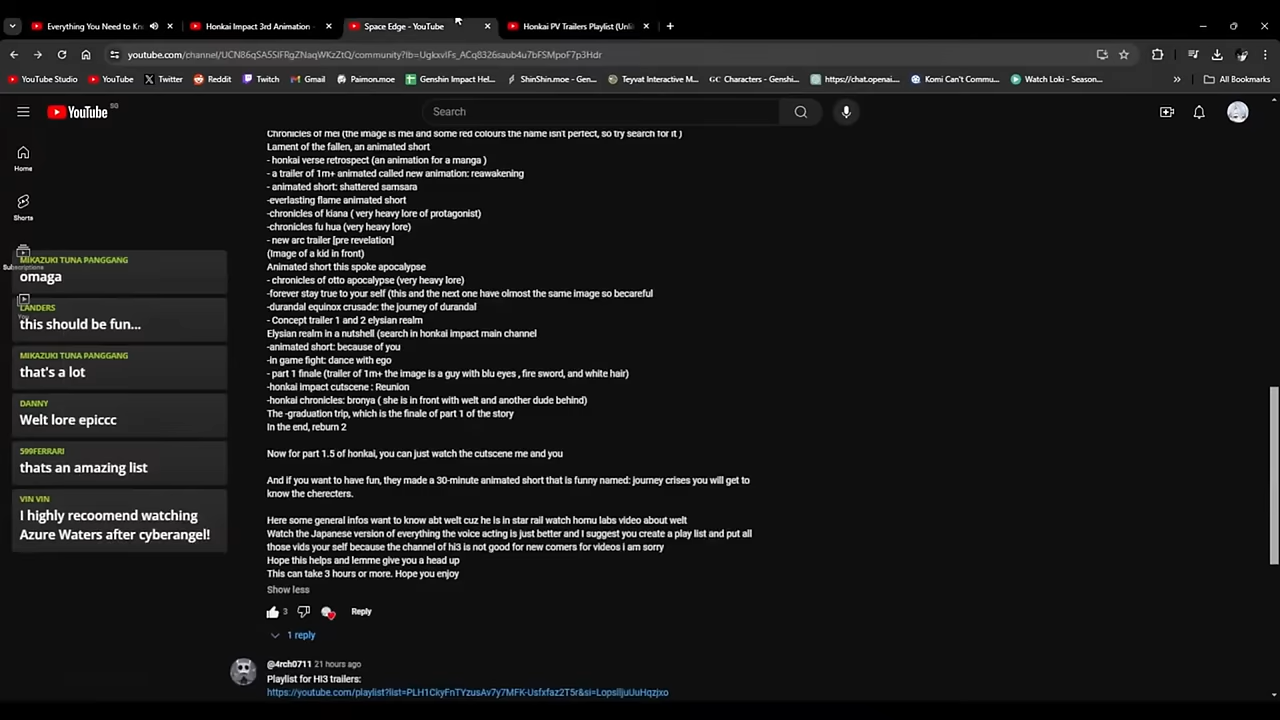 Everything You Need to Kn
Honkai Impact 3rd Animation -
Space Edge - YouTube
Honkai PV Trailers Playlist (Unl
youtube.com/channel/
YouTube Studio
YouTube
Twitter
Reddit
Twitch
Gmail
Paimon.moe
Genshin Impact Hel...
ShinShin.moe - Gen...
Teyvat Interactive M...
Characters - Genshi...
https://chat.openai....
Komi Can't Commu...
Watch Loki - Season...
All Bookmarks
YouTube SG
Search
Home
Shorts
Subscriptions
You
MIKAZUKI TUNA PANGGANG
omaga
LANDERS
this should be fun...
MIKAZUKI TUNA PANGGANG
that's a lot
DANNY
Welt lore epiccc
599FERRARI
thats an amazing list
VIN VIN
I highly recoomend watching
Azure Waters after cyberangel!
Chronicles of mei (the image is mei and some red colours the name isn't perfect, so try search for it )
Lament of the fallen, an animated short
- honkai verse retrospect (an animation for a manga )
- a trailer of 1m+ animated called new animation: reawakening
- animated short: shattered samsara
-everlasting flame animated short
-chronicles of kiana ( very heavy lore of protagonist)
-chronicles fu hua (very heavy lore)
- new arc trailer [pre revelation]
(Image of a kid in front)
Animated short this spoke apocalypse
- chronicles of otto apocalypse (very heavy lore)
-forever stay true to your self (this and the next one have olmost the same image so becareful
-durandal equinox crusade: the journey of durandal
- Concept trailer 1 and 2 elysian realm
Elysian realm in a nutshell (search in honkai impact main channel
-animated short: because of you
-in game fight: dance with ego
- part 1 finale (trailer of 1m+ the image is a guy with blu eyes , fire sword, and white hair)
-honkai impact cutscene : Reunion
-honkai chronicles: bronya ( she is in front with welt and another dude behind)
The -graduation trip, which is the finale of part 1 of the story
In the end, reburn 2
Now for part 1.5 of honkai, you can just watch the cutscene me and you
And if you want to have fun, they made a 30-minute animated short that is funny named: journey crises you will get to
know the cherecters.
Here some general infos want to know abt welt cuz he is in star rail watch homu labs video about welt
Watch the Japanese version of everything the voice acting is just better and I suggest you create a play list and put all
those vids your self because the channel of hi3 is not good for new comers for videos i am sorry
Hope this helps and lemme give you a head up
This can take 3 hours or more. Hope you enjoy
Show less
3
Reply
1 reply
@4rch0711 21 hours ago
Playlist for HI3 trailers: